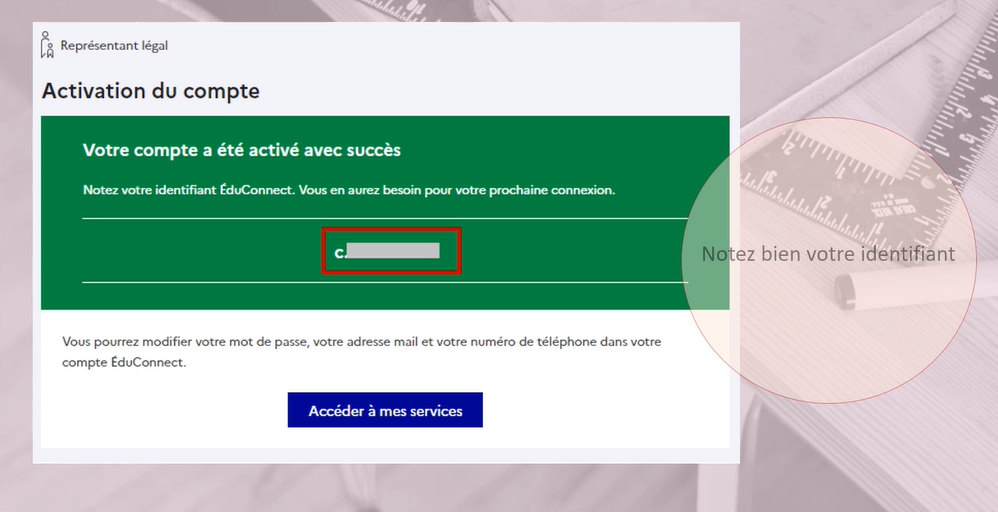 Représentant légal
Activation du compte
Votre compte a été activé avec succès
Notez votre identifiant ÉduConnect. Vous en aurez besoin pour votre prochaine connexion.
c.
Notez bien votre identifiant
Vous pourrez modifier votre mot de passe, votre adresse mail et votre numéro de téléphone dans votre
compte ÉduConnect.
Accéder à mes services